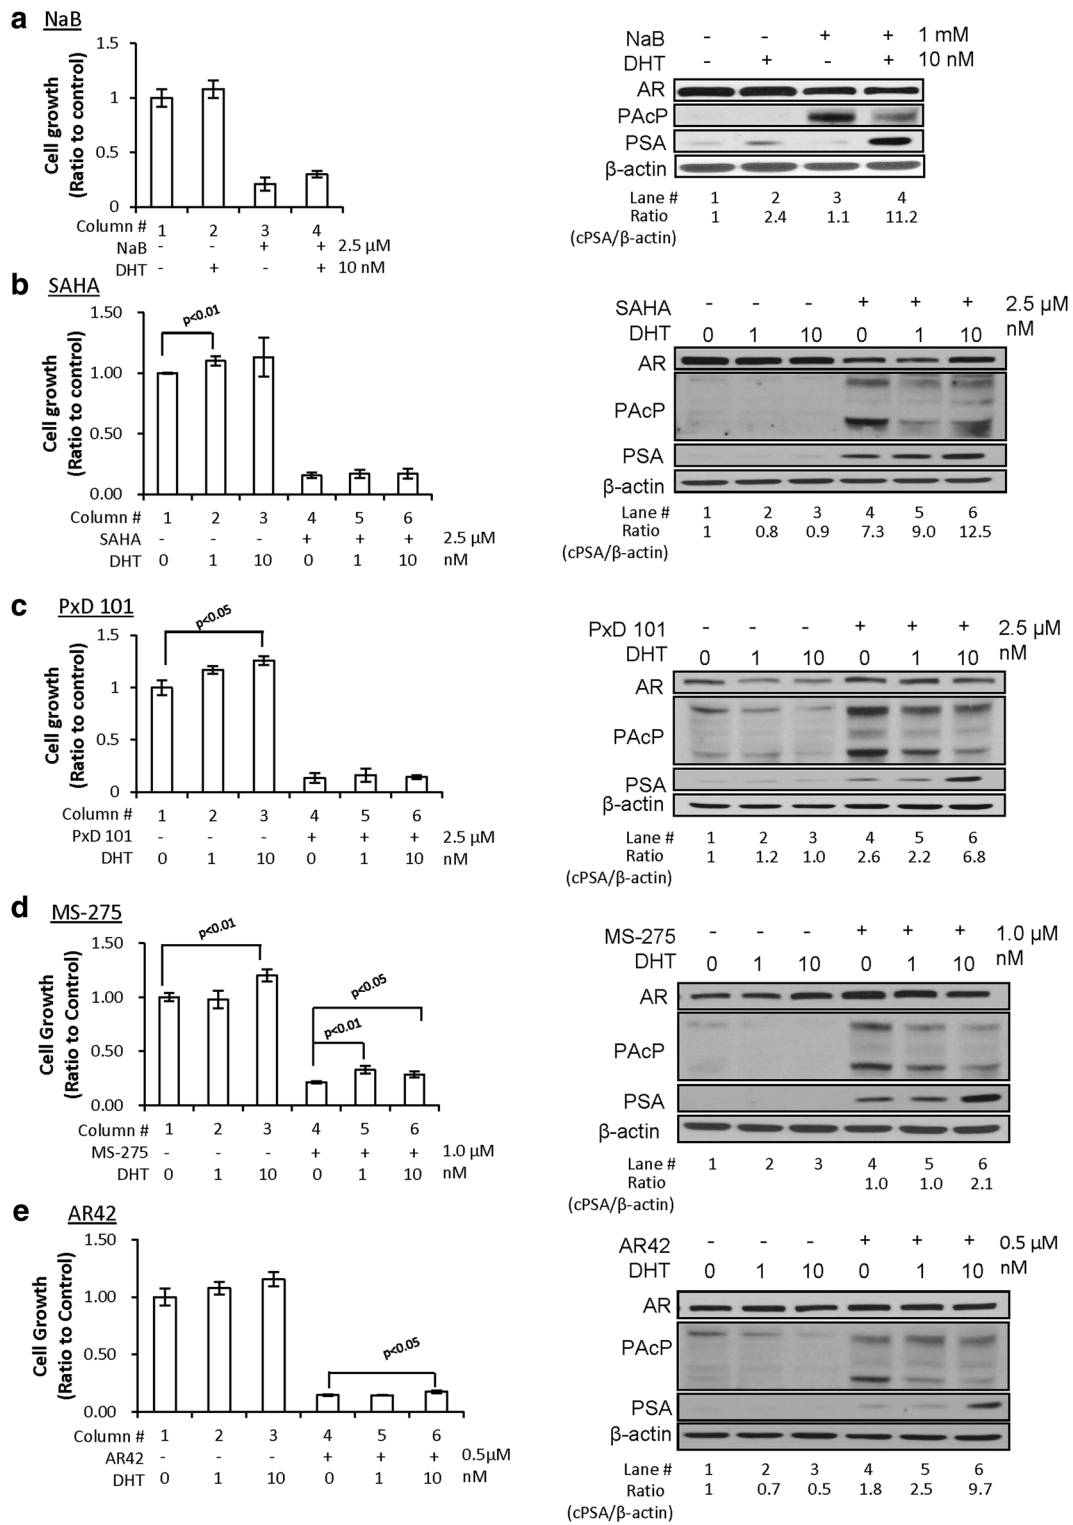 a NaB
1.5
1
0.5
0
Cell growth
(Ratio to control)
Column # 1 2 3 4
NaB - - + + 2.5 µM
DHT - + - + 10 nM
NaB - - + + 1 mM
DHT - + - + 10 nM
AR
PAcP
PSA
β-actin
Lane # 1 2 3 4
Ratio 1 2.4 1.1 11.2
(cPSA/β-actin)
b SAHA
1.50
1.00
0.50
0.00
Cell growth
(Ratio to control)
p<0.01
Column # 1 2 3 4 5 6
SAHA - - - + + + 2.5 µM
DHT 0 1 10 0 1 10 nM
SAHA - - - + + + 2.5 µM
DHT 0 1 10 0 1 10 nM
AR
PAcP
PSA
β-actin
Lane # 1 2 3 4 5 6
Ratio 1 0.8 0.9 7.3 9.0 12.5
(cPSA/β-actin)
c PxD 101
1.5
1
0.5
0
Cell growth
(Ratio to control)
p<0.05
Column # 1 2 3 4 5 6
PxD 101 - - - + + + 2.5 µM
DHT 0 1 10 0 1 10 nM
PxD 101 - - - + + + 2.5 µM
DHT 0 1 10 0 1 10 nM
AR
PAcP
PSA
β-actin
Lane # 1 2 3 4 5 6
Ratio 1 1.2 1.0 2.6 2.2 6.8
(cPSA/β-actin)
d MS-275
1.50
1.00
0.50
0.00
Cell Growth
(Ratio to Control)
p<0.01
p<0.05
p<0.01
Column # 1 2 3 4 5 6
MS-275 - - - + + + 1.0 µM
DHT 0 1 10 0 1 10 nM
MS-275 - - - + + + 1.0 µM
DHT 0 1 10 0 1 10 nM
AR
PAcP
PSA
β-actin
Lane # 1 2 3 4 5 6
Ratio 1.0 1.0 2.1
(cPSA/β-actin)
e AR42
1.50
1.00
0.50
0.00
Cell Growth
(Ratio to Control)
p<0.05
Column # 1 2 3 4 5 6
AR42 - - - + + + 0.5µM
DHT 0 1 10 0 1 10 nM
AR42 - - - + + + 0.5 µM
DHT 0 1 10 0 1 10 nM
AR
PAcP
PSA
β-actin
Lane # 1 2 3 4 5 6
Ratio 1 0.7 0.5 1.8 2.5 9.7
(cPSA/β-actin)